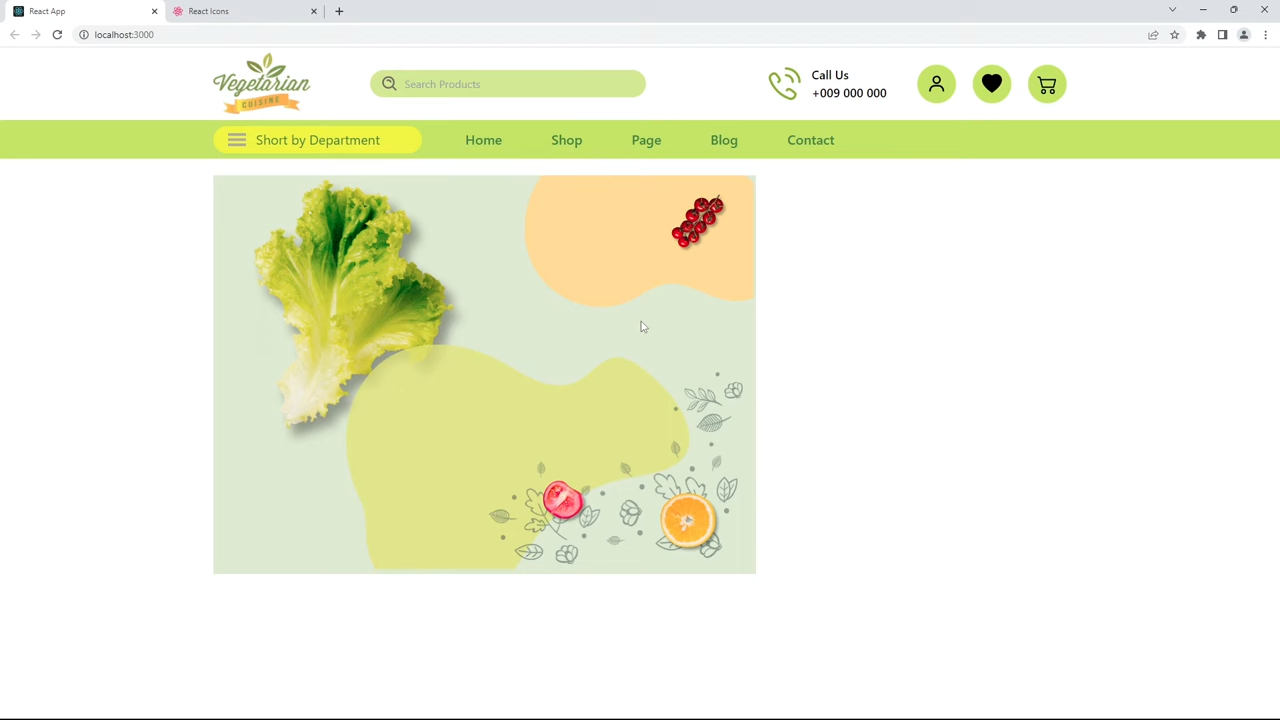 React App
React Icons
localhost:3000
Vegetarian
CUISINE
Search Products
Call Us
+009 000 000
Short by Department
Home
Shop
Page
Blog
Contact